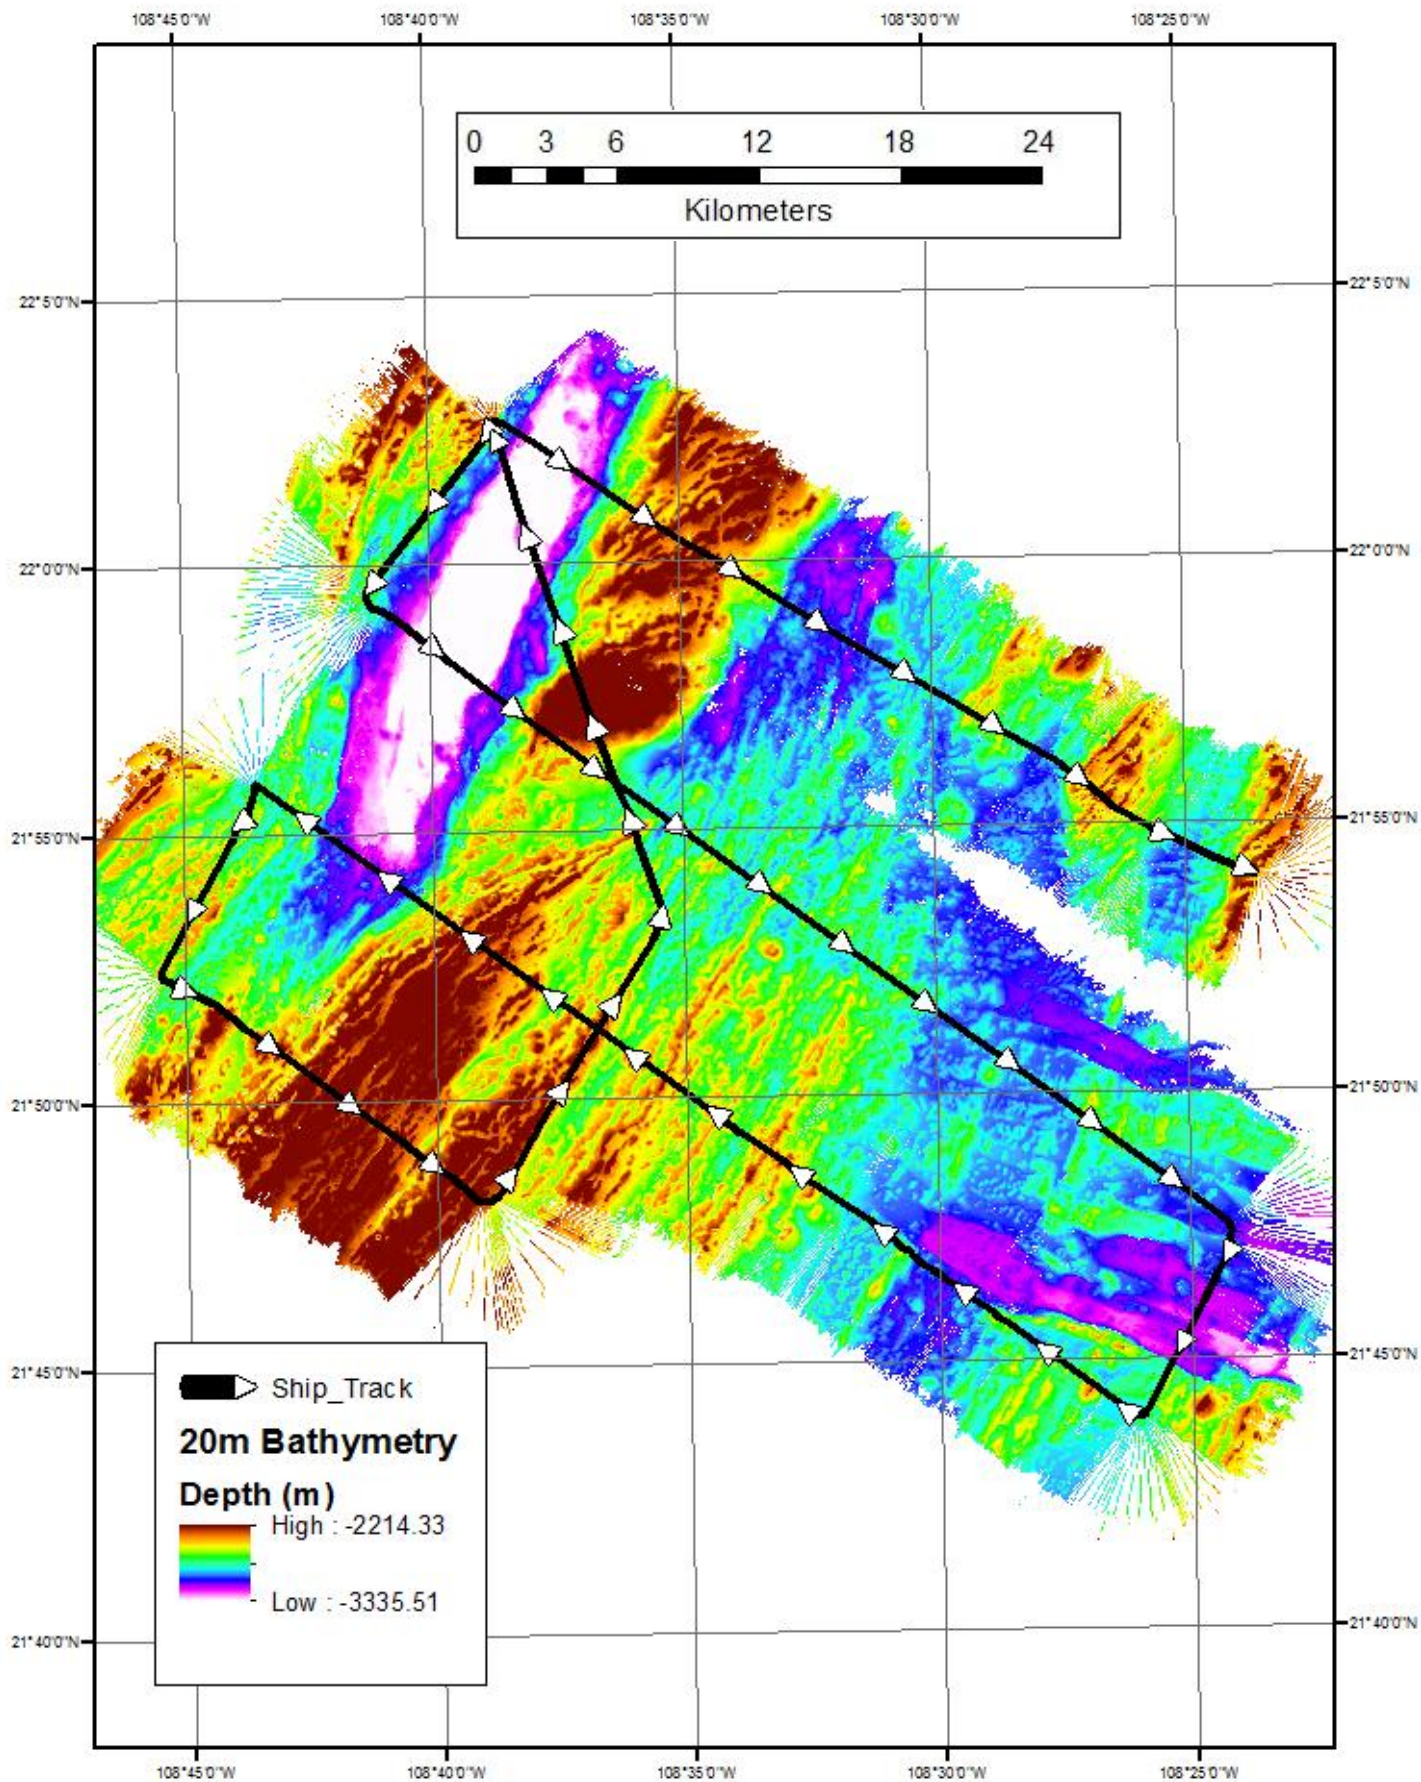 108°45'0"W 108°40'0"W 108°35'0"W 108°30'0"W 108°25'0"W
0 3 6 12 18 24
Kilometers
22°5'0"N 22°5'0"N
22°0'0"N 22°0'0"N
21°55'0"N 21°55'0"N
21°50'0"N 21°50'0"N
21°45'0"N 21°45'0"N
21°40'0"N 21°40'0"N
Ship_Track
20m Bathymetry
Depth (m)
High : -2214.33
Low : -3335.51
108°45'0"W 108°40'0"W 108°35'0"W 108°30'0"W 108°25'0"W